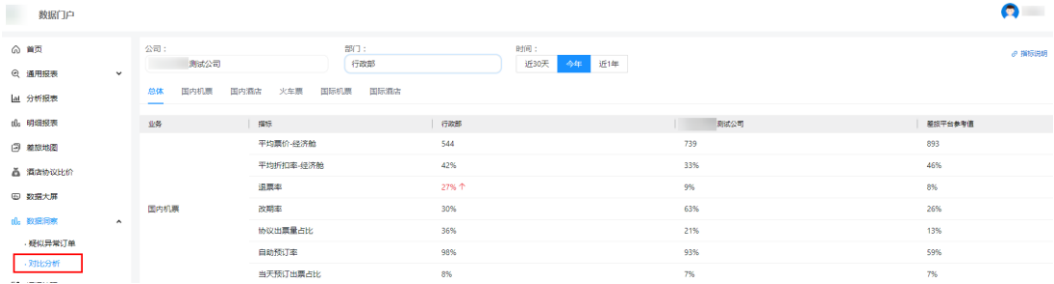 数据门户
首页
通用报表
分析报表
明细报表
差旅地图
酒店协议比价
数据大屏
数据洞察
· 疑似异常订单
· 对比分析
公司： 部门： 时间：
测试公司 行政部 近30天 今年 近1年
指标说明
总体 国内机票 国内酒店 火车票 国际机票 国际酒店
业务 指标 行政部 测试公司 差旅平台参考值
国内机票
平均票价-经济舱 544 739 893
平均折扣率-经济舱 42% 33% 46%
退票率 27% ↑ 9% 8%
改期率 30% 63% 26%
协议出票量占比 36% 21% 13%
自助预订率 98% 93% 59%
当天预订出票占比 8% 7% 7%